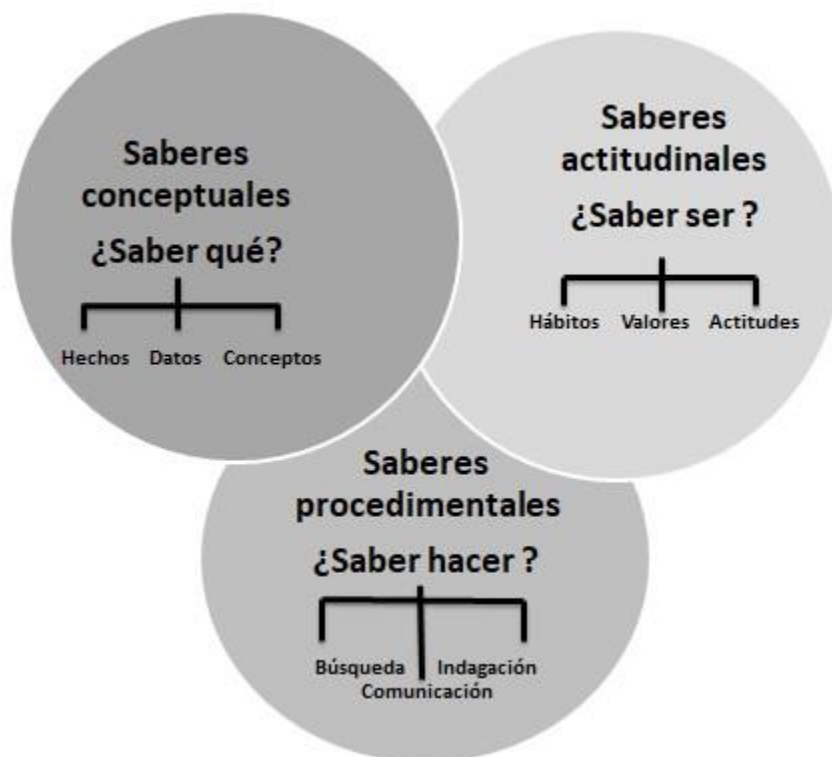 Saberes
conceptuales
¿Saber qué?
Hechos Datos Conceptos
Saberes
actitudinales
¿Saber ser ?
Hábitos Valores Actitudes
Saberes
procedimentales
¿Saber hacer ?
Búsqueda Indagación
Comunicación